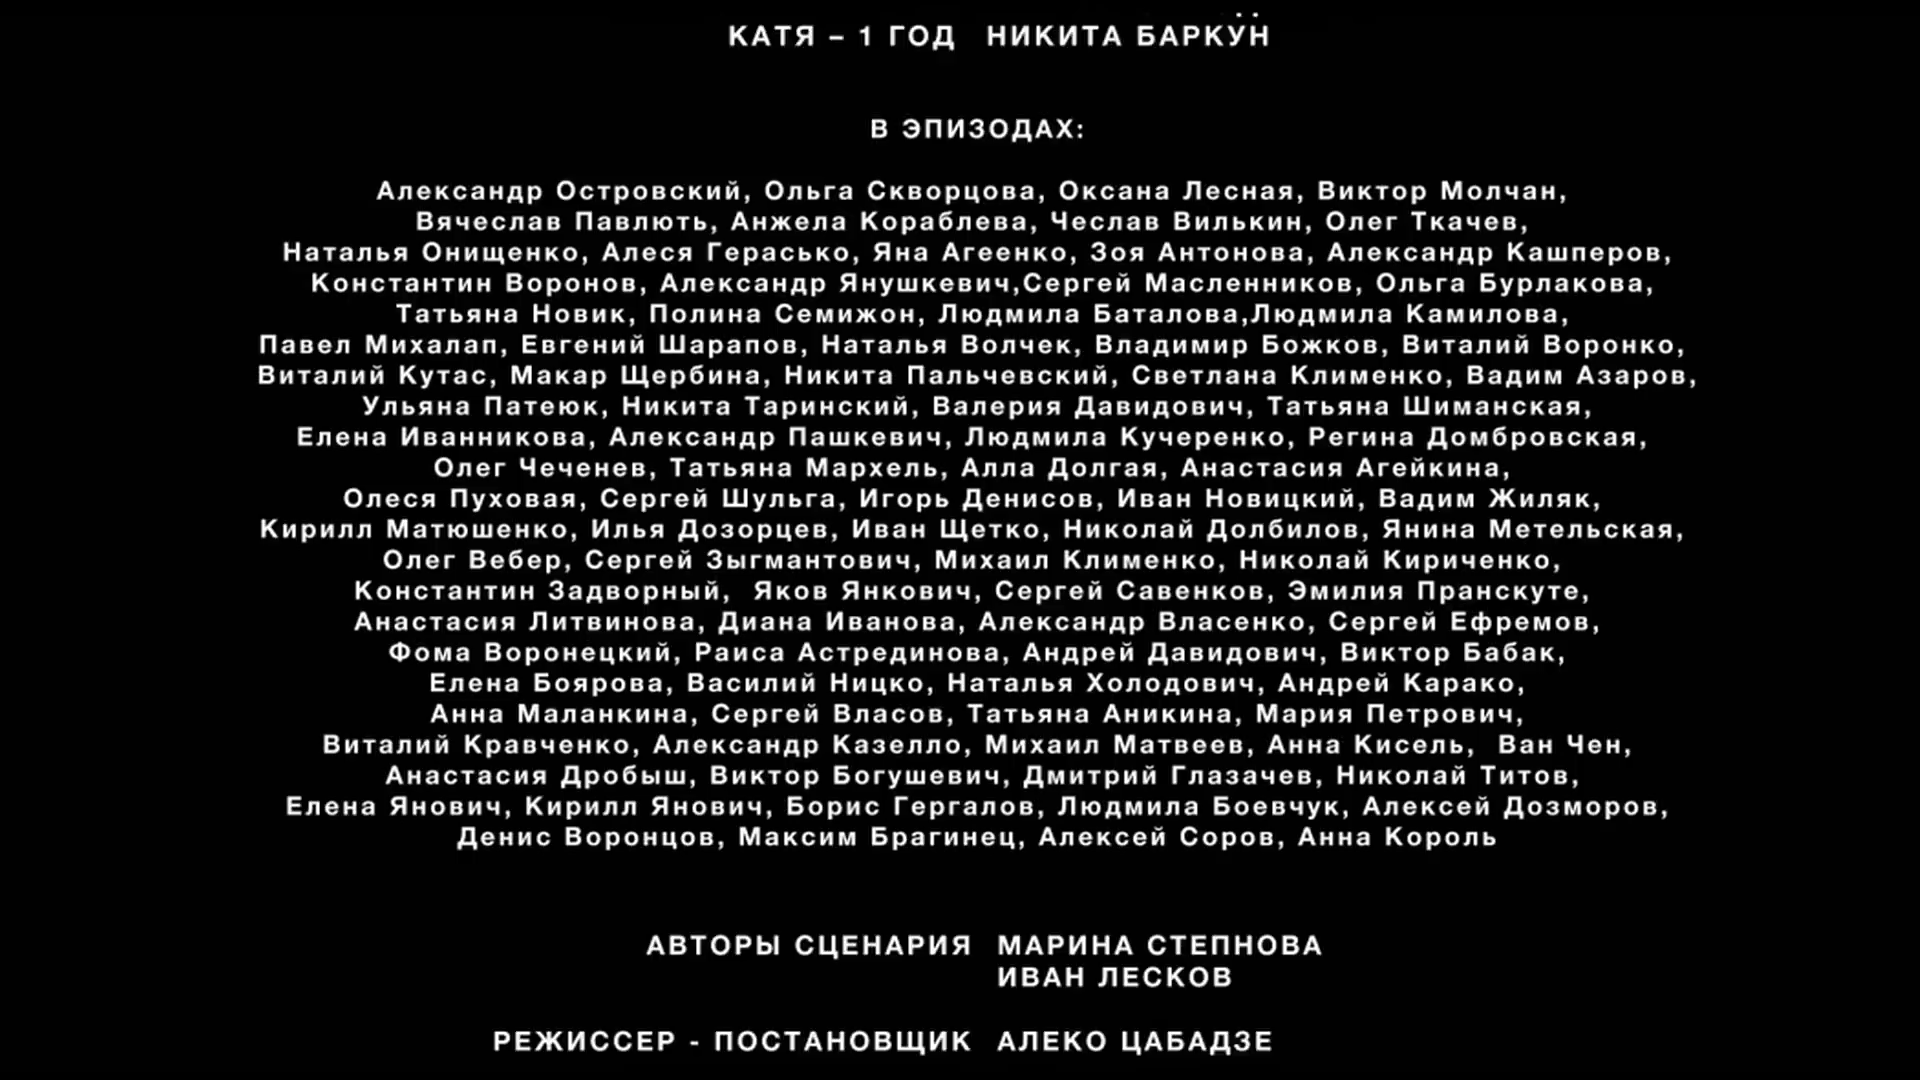 КАТЯ – 1 ГОД НИКИТА БАРКУН
В ЭПИЗОДАХ:
Александр Островский, Ольга Скворцова, Оксана Лесная, Виктор Молчан,
Вячеслав Павлють, Анжела Кораблева, Чеслав Вилькин, Олег Ткачев,
Наталья Онищенко, Алеся Герасько, Яна Агеенко, Зоя Антонова, Александр Кашперов,
Константин Воронов, Александр Янушкевич,Сергей Масленников, Ольга Бурлакова,
Татьяна Новик, Полина Семижон, Людмила Баталова,Людмила Камилова,
Павел Михалап, Евгений Шарапов, Наталья Волчек, Владимир Божков, Виталий Воронко,
Виталий Кутас, Макар Щербина, Никита Пальчевский, Светлана Клименко, Вадим Азаров,
Ульяна Патеюк, Никита Таринский, Валерия Давидович, Татьяна Шиманская,
Елена Иванникова, Александр Пашкевич, Людмила Кучеренко, Регина Домбровская,
Олег Чеченев, Татьяна Мархель, Алла Долгая, Анастасия Агейкина,
Олеся Пуховая, Сергей Шульга, Игорь Денисов, Иван Новицкий, Вадим Жиляк,
Кирилл Матюшенко, Илья Дозорцев, Иван Щетко, Николай Долбилов, Янина Метельская,
Олег Вебер, Сергей Зыгмантович, Михаил Клименко, Николай Кириченко,
Константин Задворный, Яков Янкович, Сергей Савенков, Эмилия Пранскуте,
Анастасия Литвинова, Диана Иванова, Александр Власенко, Сергей Ефремов,
Фома Воронецкий, Раиса Астрединова, Андрей Давидович, Виктор Бабак,
Елена Боярова, Василий Ницко, Наталья Холодович, Андрей Карако,
Анна Маланкина, Сергей Власов, Татьяна Аникина, Мария Петрович,
Виталий Кравченко, Александр Казелло, Михаил Матвеев, Анна Кисель, Ван Чен,
Анастасия Дробыш, Виктор Богушевич, Дмитрий Глазачев, Николай Титов,
Елена Янович, Кирилл Янович, Борис Гергалов, Людмила Боевчук, Алексей Дозморов,
Денис Воронцов, Максим Брагинец, Алексей Соров, Анна Король
АВТОРЫ СЦЕНАРИЯ МАРИНА СТЕПНОВА
ИВАН ЛЕСКОВ
РЕЖИССЕР - ПОСТАНОВЩИК АЛЕКО ЦАБАДЗЕ